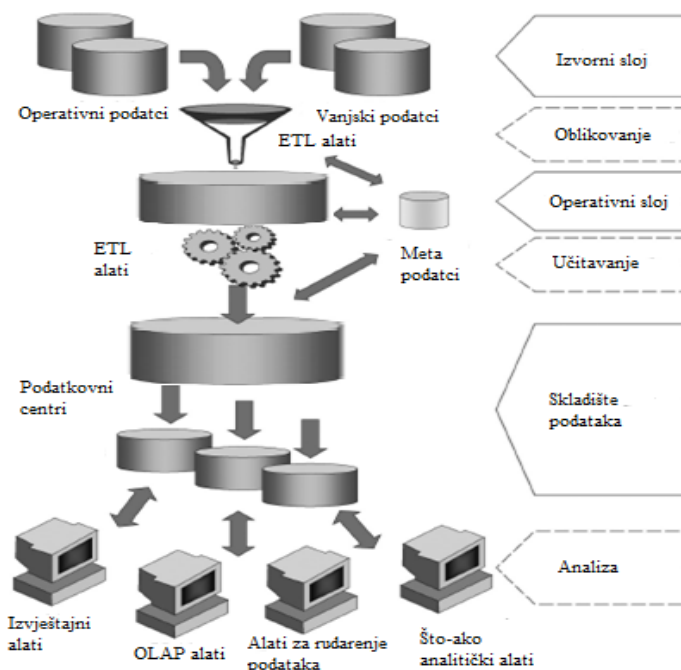 Izvorni sloj
Operativni podatci
Vanjski podatci
ETL alati
Oblikovanje
Operativni sloj
ETL
alati
Meta
podatci
Učitavanje
Podatkovni
centri
Skladište
podataka
Analiza
Izvještajni
alati
OLAP alati
Alati za rudarenje
podataka
Što-ako
analitički alati